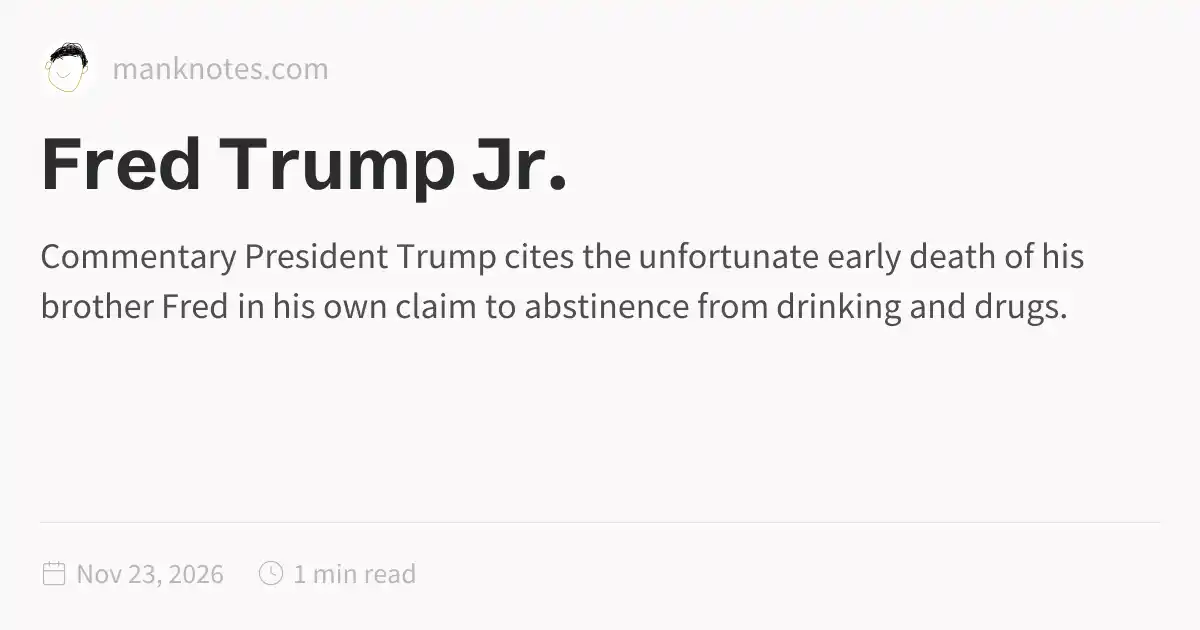 manknotes.com
Fred Trump Jr.
Commentary President Trump cites the unfortunate early death of his
brother Fred in his own claim to abstinence from drinking and drugs.
Nov 23, 2026 1 min read